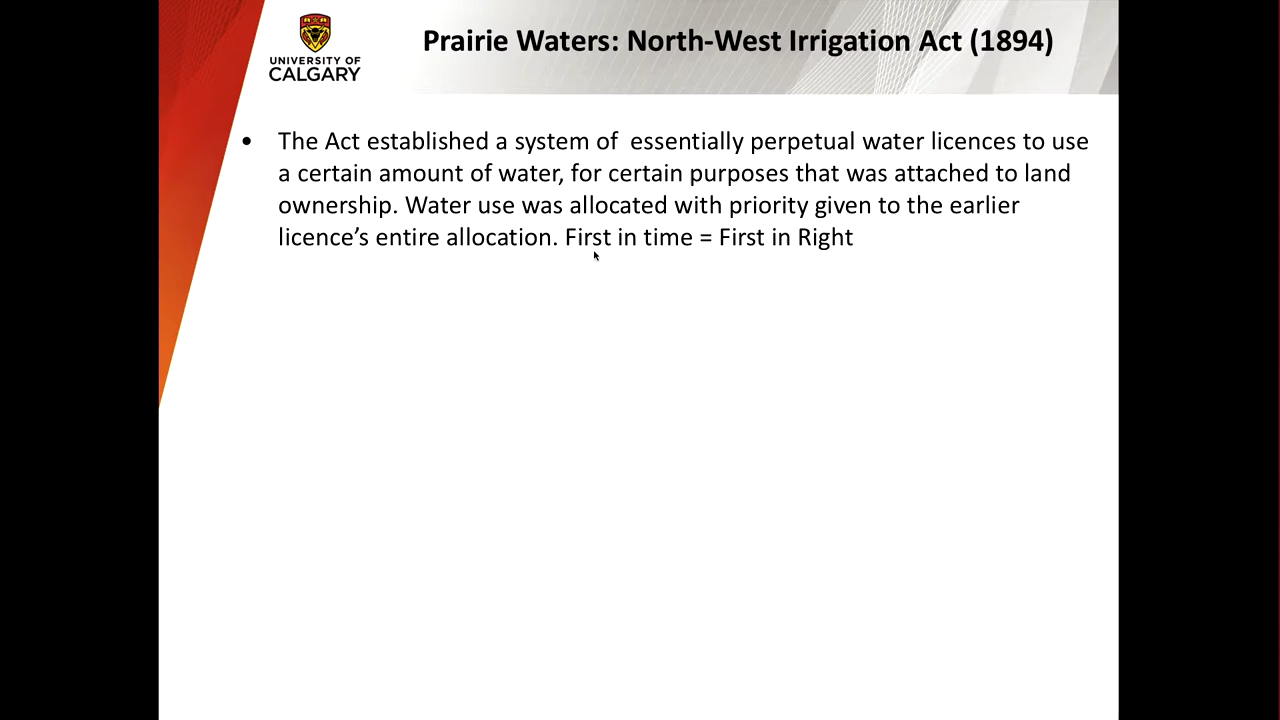 UNIVERSITY OF
CALGARY
Prairie Waters: North-West Irrigation Act (1894)
• The Act established a system of  essentially perpetual water licences to use
a certain amount of water, for certain purposes that was attached to land
ownership. Water use was allocated with priority given to the earlier
licence’s entire allocation. First in time = First in Right